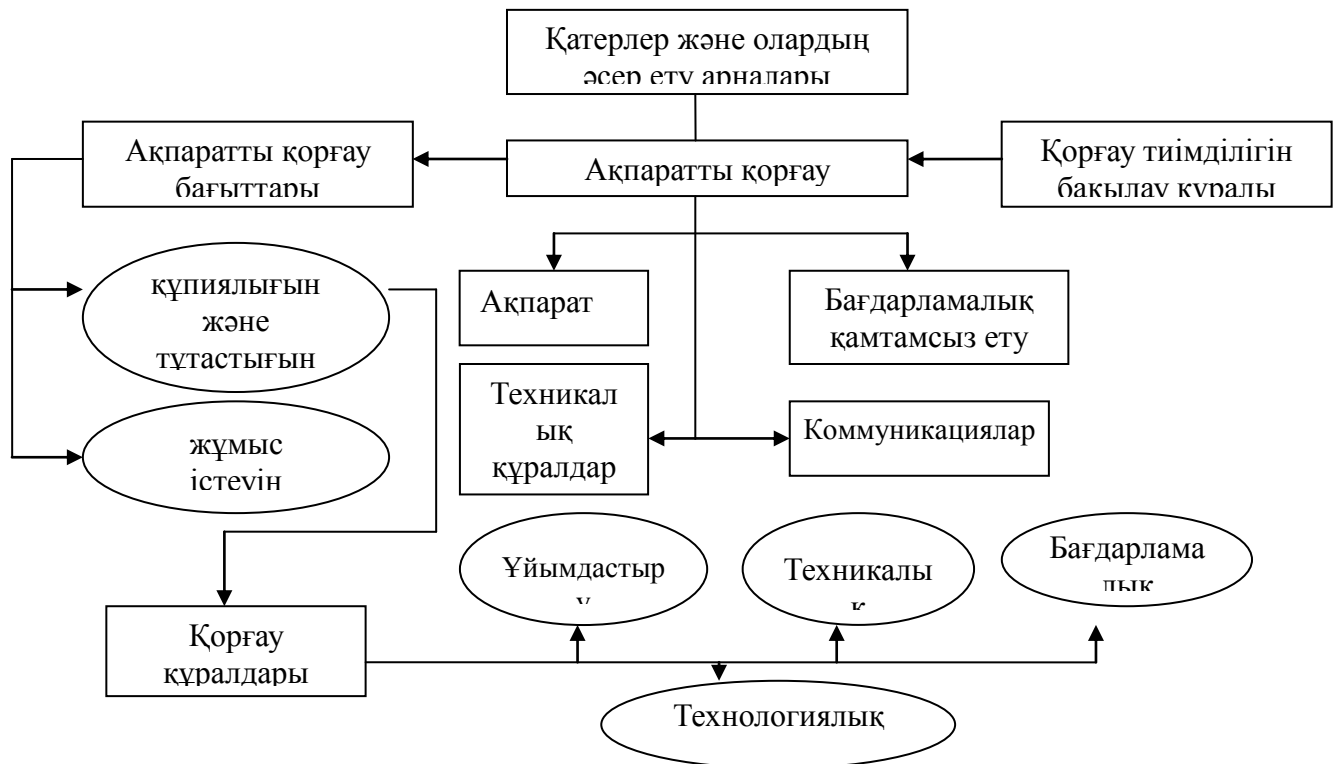 Қатерлер және олардың
әсер ету арналары
Ақпаратты қорғау
бағыттары
Ақпаратты қорғау
Қорғау тиімділігін
бақылау құралы
құпиялығын
және
тұтастығын
Ақпарат
Бағдарламалық
қамтамсыз ету
Техникал
ық
құралдар
Коммуникациялар
жұмыс
істеуін
Ұйымдастыр
у
Техникалы
қ
Бағдарлама
лық
Қорғау
құралдары
Технологиялық